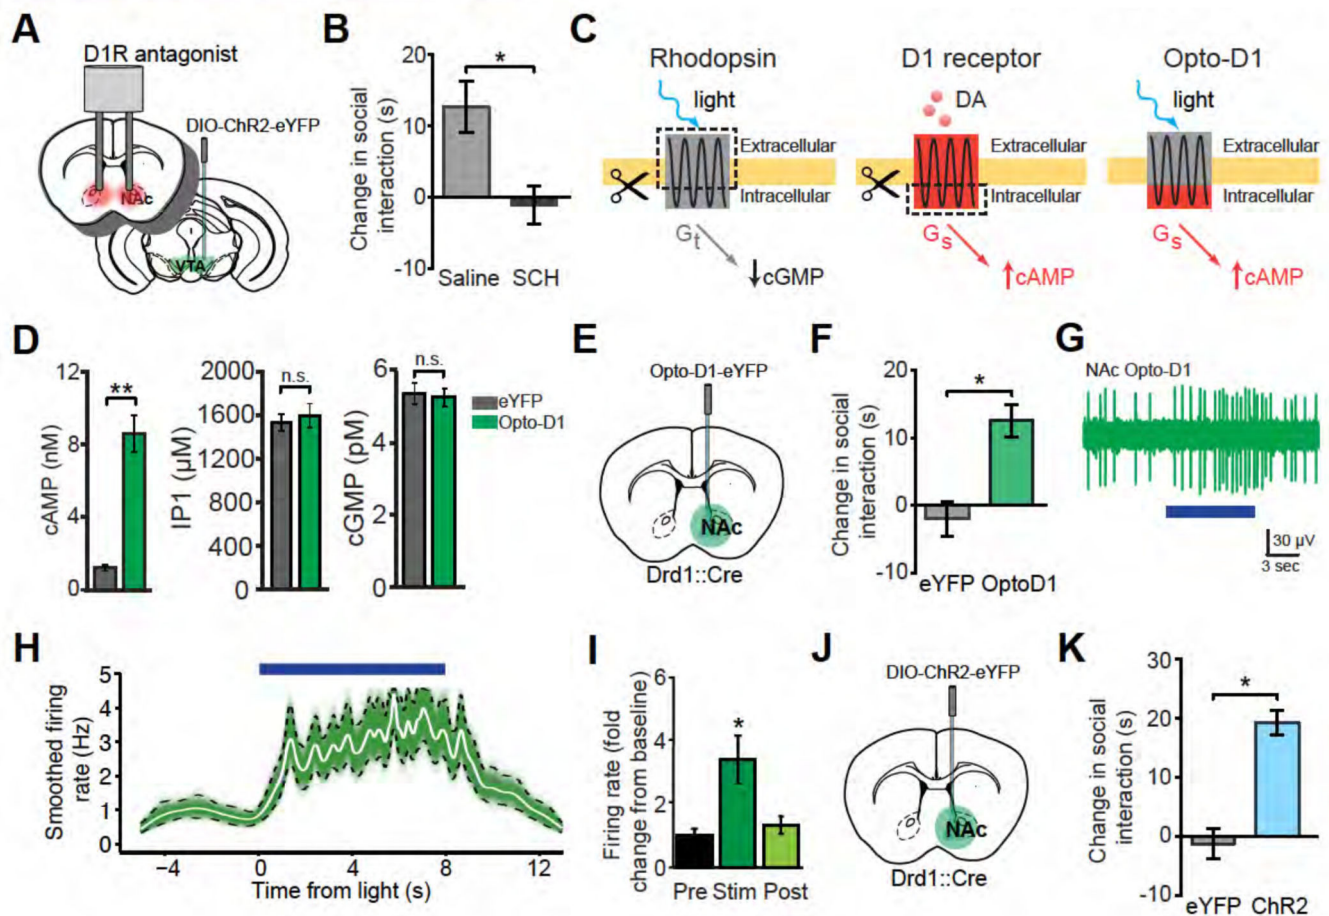 A
D1R antagonist
DIO-ChR2-eYFP
NAc
VTA
B
Change in social
interaction (s)
20
10
0
-10
*
Saline SCH
C
Rhodopsin
light
Extracellular
Intracellular
Gt
↓cGMP
D1 receptor
DA
Extracellular
Intracellular
Gs
↑cAMP
Opto-D1
light
Extracellular
Intracellular
Gs
↑cAMP
D
cAMP (nM)
12
8
4
0
**
IP1 (µM)
2000
1600
1200
800
400
0
n.s.
cGMP (pM)
6
4
2
0
n.s.
eYFP
Opto-D1
E
Opto-D1-eYFP
NAc
Drd1::Cre
F
Change in social
interaction (s)
20
10
0
-10
*
eYFP OptoD1
G
NAc Opto-D1
30 µV
3 sec
H
Smoothed firing
rate (Hz)
5
4
3
2
1
0
−4 0 4 8 12
Time from light (s)
I
Firing rate (fold
change from baseline)
6
4
2
0
*
Pre Stim Post
J
DIO-ChR2-eYFP
NAc
Drd1::Cre
K
Change in social
interaction (s)
30
20
10
0
-10
*
eYFP ChR2